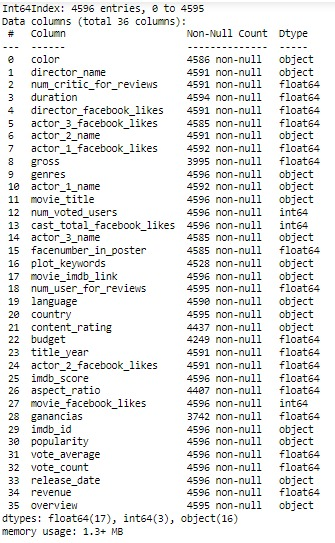 Int64Index: 4596 entries, 0 to 4595
Data columns (total 36 columns):
 #   Column                     Non-Null Count  Dtype
---  ------                     --------------  -----
 0   color                      4586 non-null   object
 1   director_name              4591 non-null   object
 2   num_critic_for_reviews     4591 non-null   float64
 3   duration                   4594 non-null   float64
 4   director_facebook_likes    4591 non-null   float64
 5   actor_3_facebook_likes     4585 non-null   float64
 6   actor_2_name               4591 non-null   object
 7   actor_1_facebook_likes     4592 non-null   float64
 8   gross                      3995 non-null   float64
 9   genres                     4596 non-null   object
 10  actor_1_name               4592 non-null   object
 11  movie_title                4596 non-null   object
 12  num_voted_users            4596 non-null   int64
 13  cast_total_facebook_likes  4596 non-null   int64
 14  actor_3_name               4585 non-null   object
 15  facenumber_in_poster       4585 non-null   float64
 16  plot_keywords              4528 non-null   object
 17  movie_imdb_link            4596 non-null   object
 18  num_user_for_reviews       4595 non-null   float64
 19  language                   4590 non-null   object
 20  country                    4595 non-null   object
 21  content_rating             4437 non-null   object
 22  budget                     4249 non-null   float64
 23  title_year                 4591 non-null   float64
 24  actor_2_facebook_likes     4591 non-null   float64
 25  imdb_score                 4596 non-null   float64
 26  aspect_ratio               4407 non-null   float64
 27  movie_facebook_likes       4596 non-null   int64
 28  ganancias                  3742 non-null   float64
 29  imdb_id                    4596 non-null   object
 30  popularity                 4596 non-null   object
 31  vote_average               4596 non-null   float64
 32  vote_count                 4596 non-null   float64
 33  release_date               4596 non-null   object
 34  revenue                    4596 non-null   float64
 35  overview                   4595 non-null   object
dtypes: float64(17), int64(3), object(16)
memory usage: 1.3+ MB